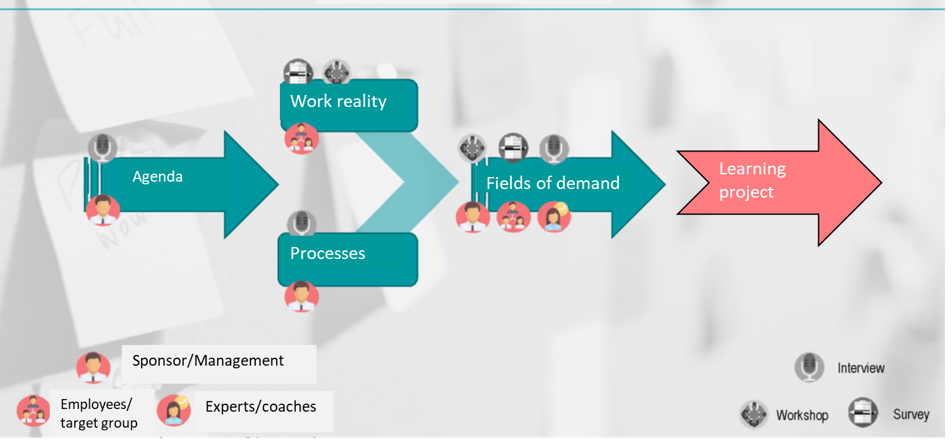 Work reality
Agenda
Fields of demand
Learning
project
Processes
Sponsor/Management
Employees/
target group
Experts/coaches
Interview
Workshop
Survey
Now